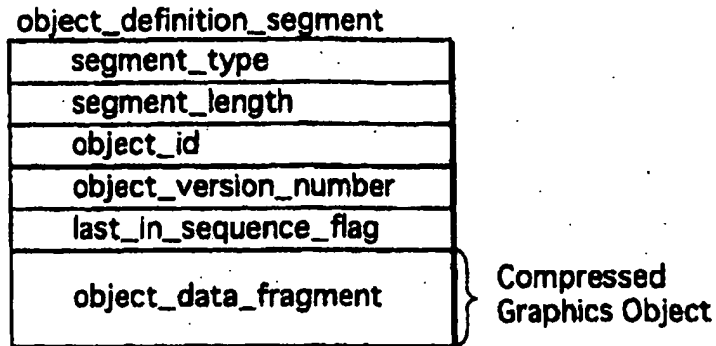 object_definition_segment
segment_type
segment_length
object_id
object_version_number
last_in_sequence_flag
object_data_fragment
Compressed
Graphics Object